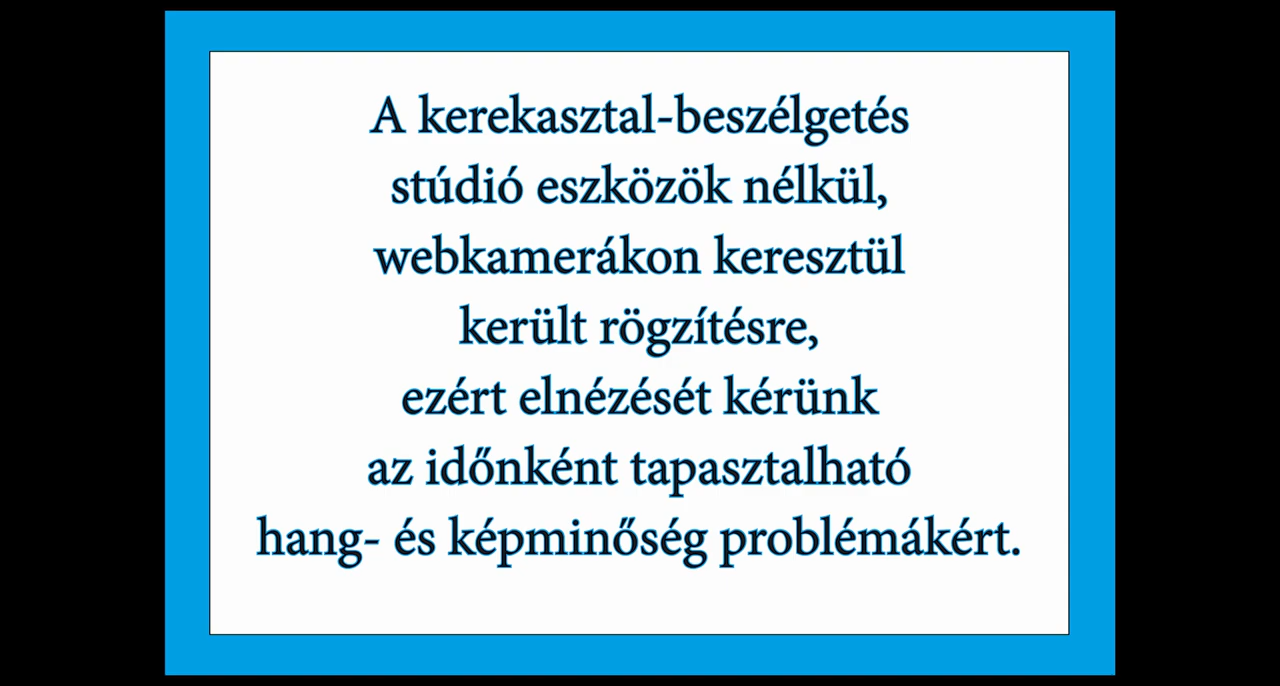 A kerekasztal-beszélgetés
stúdió eszközök nélkül,
webkamerákon keresztül
került rögzítésre,
ezért elnézését kérünk
az időnként tapasztalható
hang- és képminőség problémákért.